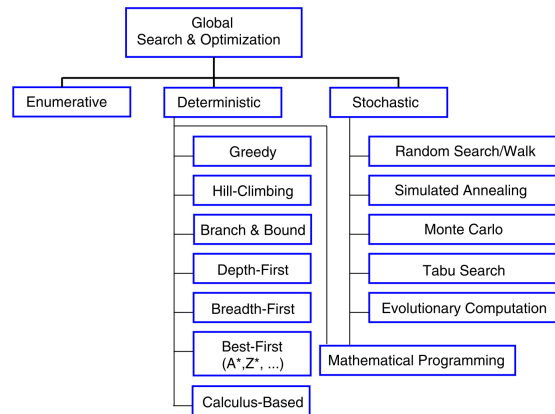 Global
Search & Optimization
Enumerative
Deterministic
Stochastic
Greedy
Hill-Climbing
Branch & Bound
Depth-First
Breadth-First
Best-First
(A*,Z*, ...)
Calculus-Based
Random Search/Walk
Simulated Annealing
Monte Carlo
Tabu Search
Evolutionary Computation
Mathematical Programming